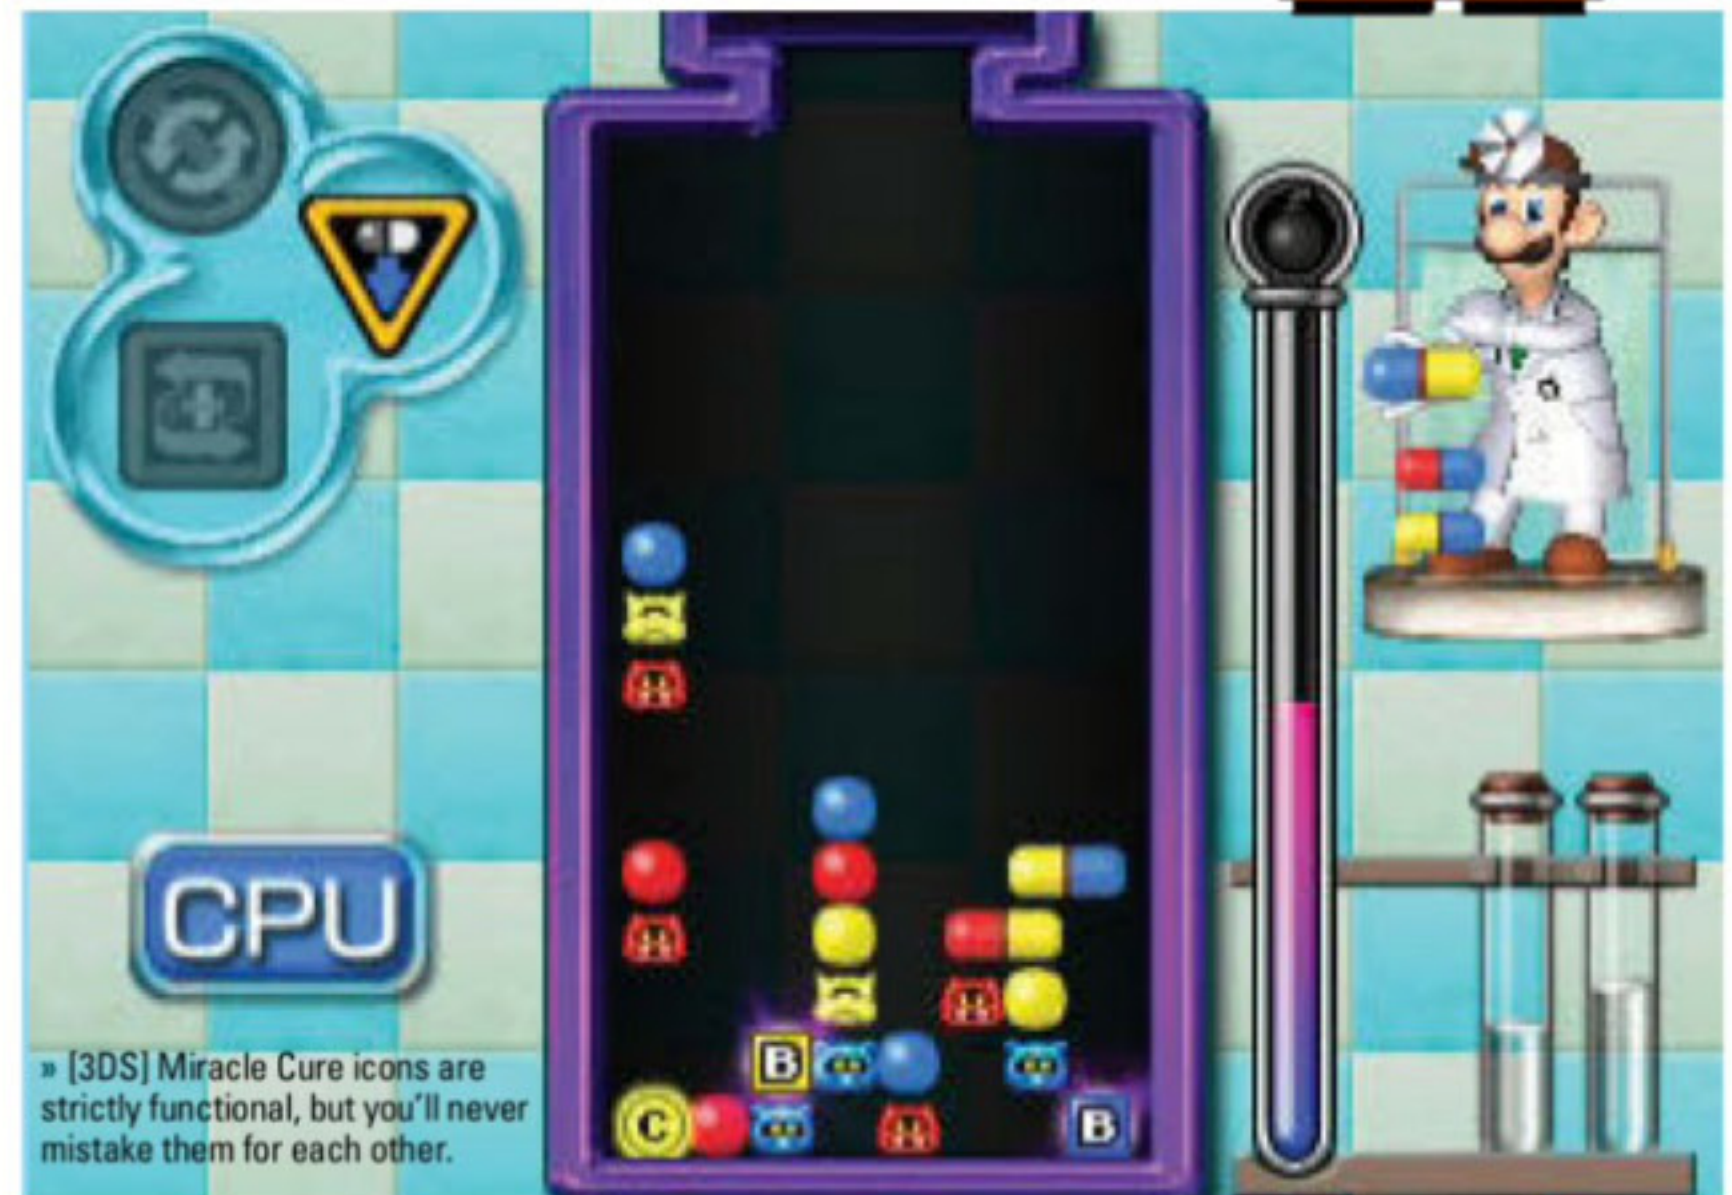 CPU
» [3DS] Miracle Cure icons are
strictly functional, but you'll never
mistake them for each other.
B
C
B